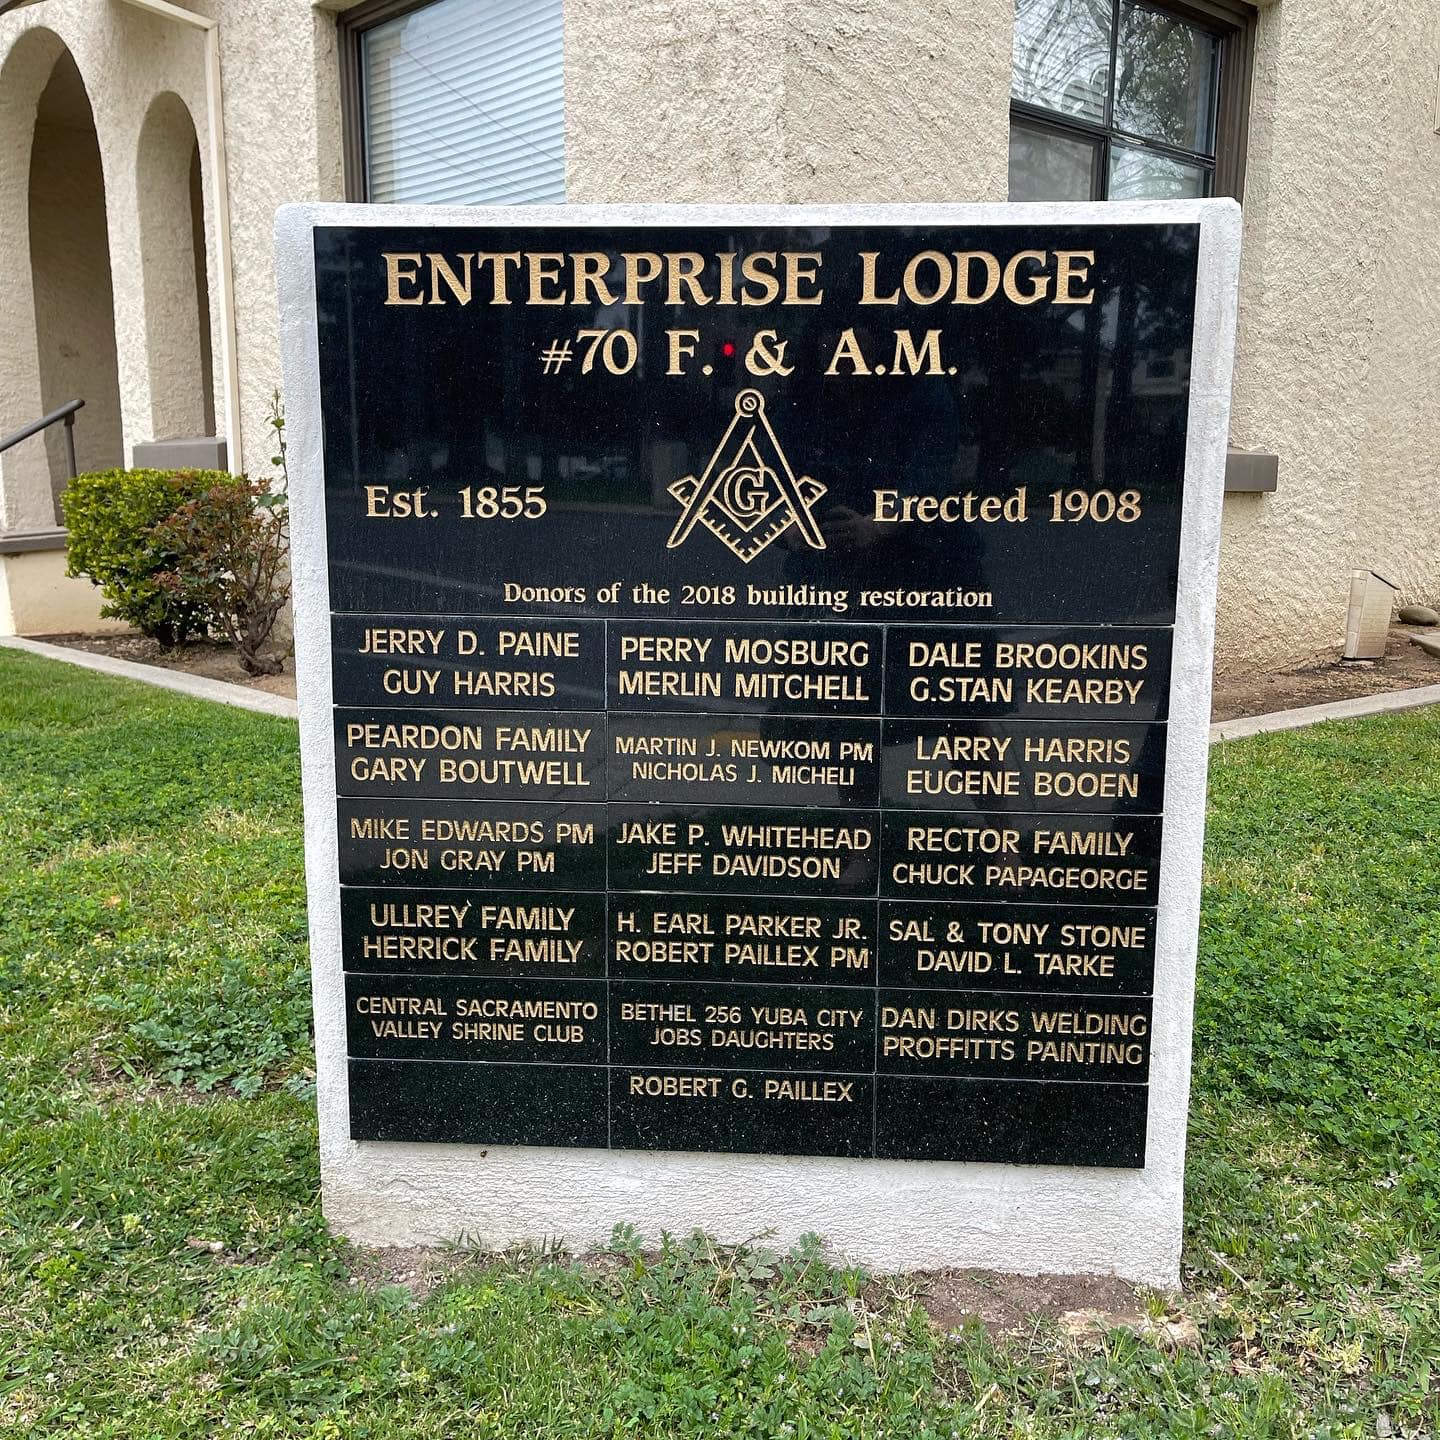 ENTERPRISE LODGE
#70 F. & A.M.
G
Est. 1855
Erected 1908
Donors of the 2018 building restoration
JERRY D. PAINE
GUY HARRIS
PERRY MOSBURG
MERLIN MITCHELL
DALE BROOKINS
G.STAN KEARBY
PEARDON FAMILY
GARY BOUTWELL
MARTIN J. NEWKOM PM
NICHOLAS J. MICHELI
LARRY HARRIS
EUGENE BOOEN
MIKE EDWARDS PM
JON GRAY PM
JAKE P. WHITEHEAD
JEFF DAVIDSON
RECTOR FAMILY
CHUCK PAPAGEORGE
ULLREY FAMILY
HERRICK FAMILY
H. EARL PARKER JR.
ROBERT PAILLEX PM
SAL & TONY STONE
DAVID L. TARKE
CENTRAL SACRAMENTO
VALLEY SHRINE CLUB
BETHEL 256 YUBA CITY
JOBS DAUGHTERS
DAN DIRKS WELDING
PROFFITTS PAINTING
ROBERT G. PAILLEX